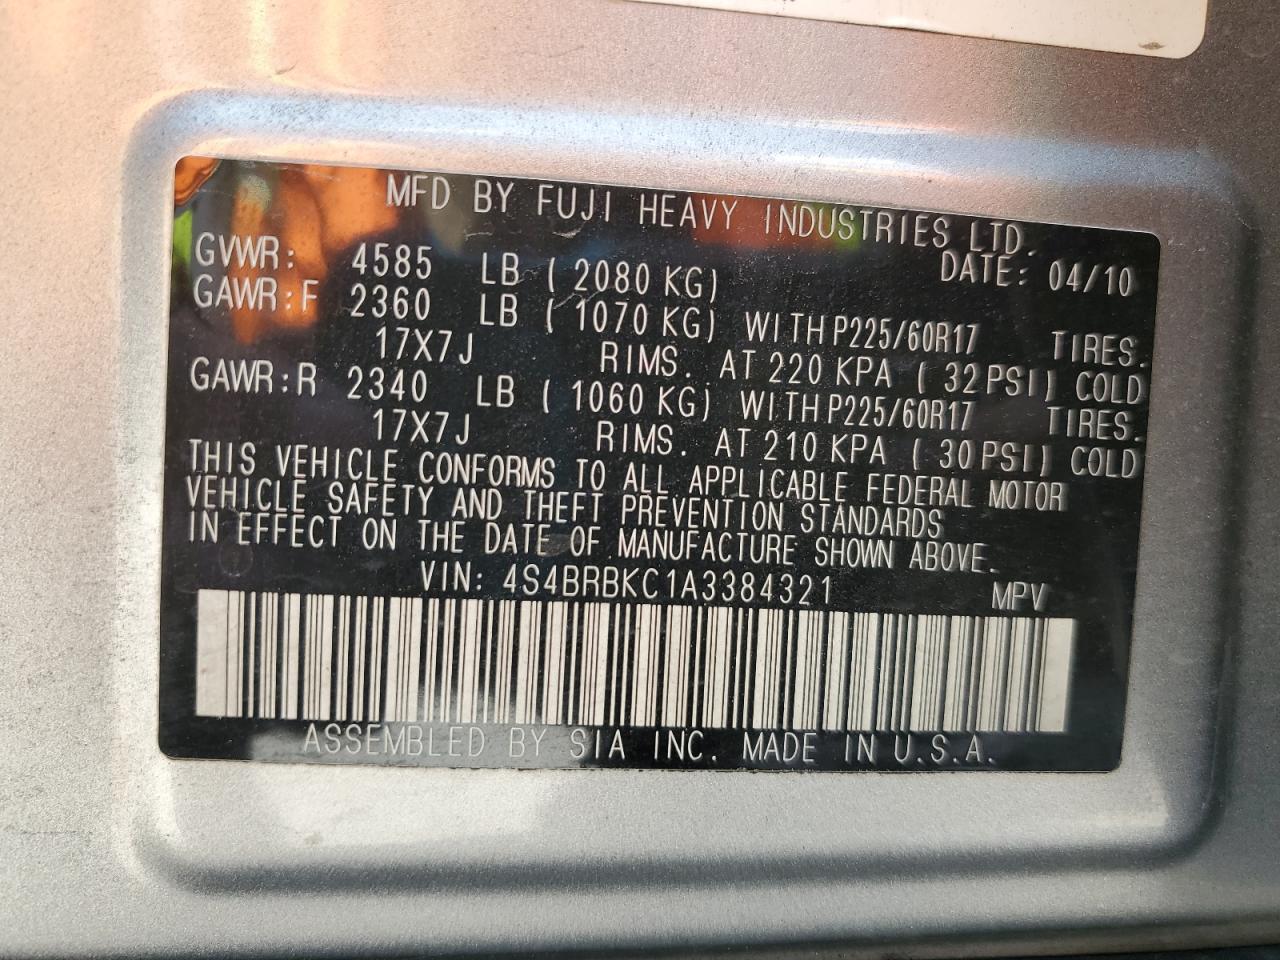 MFD BY FUJI HEAVY INDUSTRIES LTD.
DATE: 04/10
GVWR: 4585 LB ( 2080 KG)
GAWR:F 2360 LB ( 1070 KG) WITH P225/60R17 TIRES.
17X7J RIMS. AT 220 KPA ( 32 PSI) COLD
GAWR:R 2340 LB ( 1060 KG) WITH P225/60R17 TIRES.
17X7J RIMS. AT 210 KPA ( 30 PSI) COLD
THIS VEHICLE CONFORMS TO ALL APPLICABLE FEDERAL MOTOR
VEHICLE SAFETY AND THEFT PREVENTION STANDARDS
IN EFFECT ON THE DATE OF MANUFACTURE SHOWN ABOVE.
VIN: 4S4BRBKC1A3384321 MPV
ASSEMBLED BY SIA INC. MADE IN U.S.A.